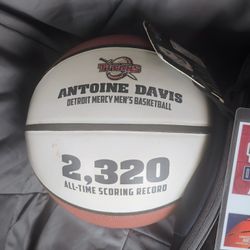 TITANS
ANTOINE DAVIS
DETROIT MERCY MEN'S BASKETBALL
2,320
ALL-TIME SCORING RECORD